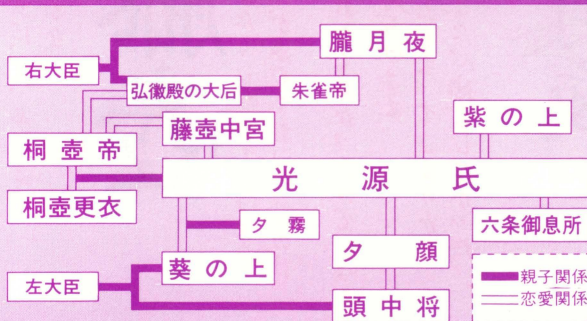 朧月夜
右大臣
弘徽殿の大后
朱雀帝
紫の上
藤壺中宮
桐壺帝
光源氏
桐壺更衣
夕霧
夕顔
六条御息所
葵の上
左大臣
頭中将
親子関係
恋愛関係